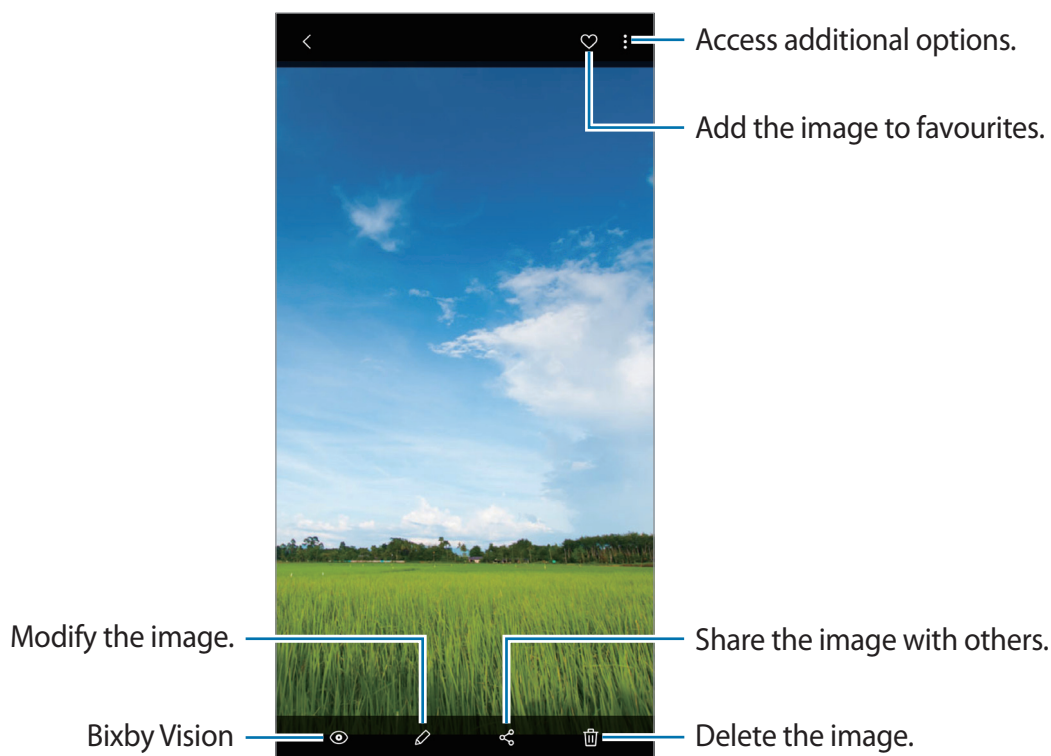 Access additional options.
Add the image to favourites.
Modify the image.
Share the image with others.
Bixby Vision
Delete the image.